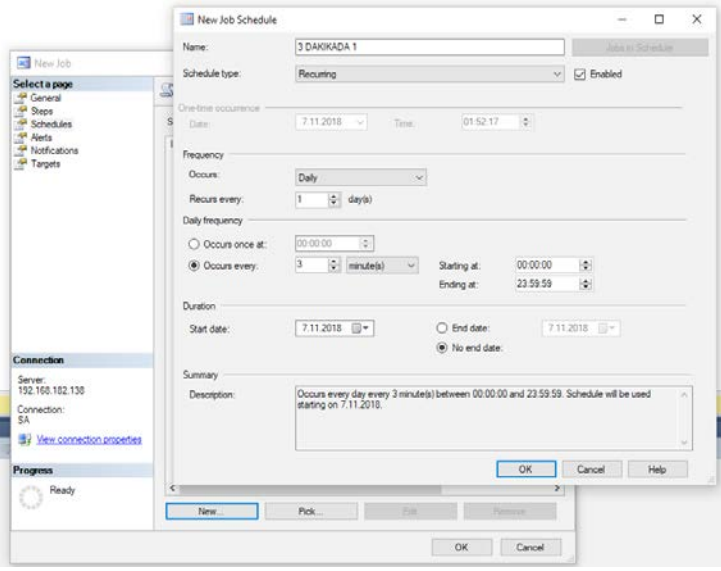 New Job Schedule
Name: 3 DAKIKADA 1 Jobs in Schedule
Schedule type: Recurring Enabled
One-time occurrence
Date: 7.11.2018 Time: 01:52:17
Frequency
Occurs: Daily
Recurs every: 1 day(s)
Daily frequency
Occurs once at: 00:00:00
Occurs every: 3 minute(s) Starting at: 00:00:00
Ending at: 23:59:59
Duration
Start date: 7.11.2018 End date: 7.11.2018
No end date:
Summary
Description: Occurs every day every 3 minute(s) between 00:00:00 and 23:59:59. Schedule will be used
starting on 7.11.2018.
OK Cancel Help
New Job
Select a page
General
Steps
Schedules
Alerts
Notifications
Targets
Connection
Server:
192.168.182.138
Connection:
SA
View connection properties
Progress
Ready
New... Pick... Edit Remove
OK Cancel